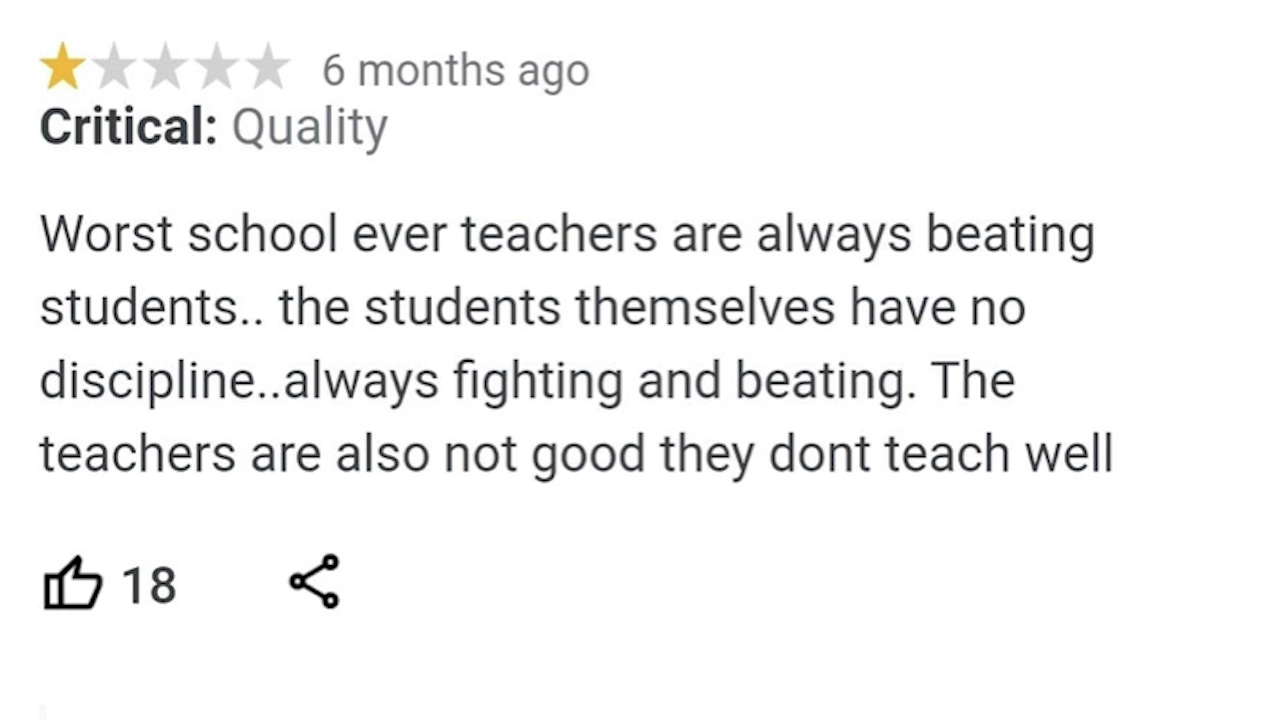 6 months ago
Critical: Quality
Worst school ever teachers are always beating
students.. the students themselves have no
discipline..always fighting and beating. The
teachers are also not good they dont teach well
18